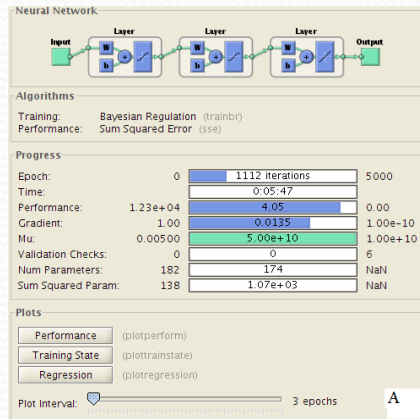 Neural Network
Layer Layer Layer
Input Output
W W W
+ + +
b b b
Algorithms
Training: Bayesian Regulation (trainbr)
Performance: Sum Squared Error (sse)
Progress
Epoch: 0 1112 iterations 5000
Time: 0:05:47
Performance: 1.23e+04 4.05 0.00
Gradient: 1.00 0.0135 1.00e-10
Mu: 0.00500 5.00e+10 1.00e+10
Validation Checks: 0 0 6
Num Parameters: 182 174 NaN
Sum Squared Param: 138 1.07e+03 NaN
Plots
Performance (plotperform)
Training State (plottrainstate)
Regression (plotregression)
Plot Interval: 3 epochs A